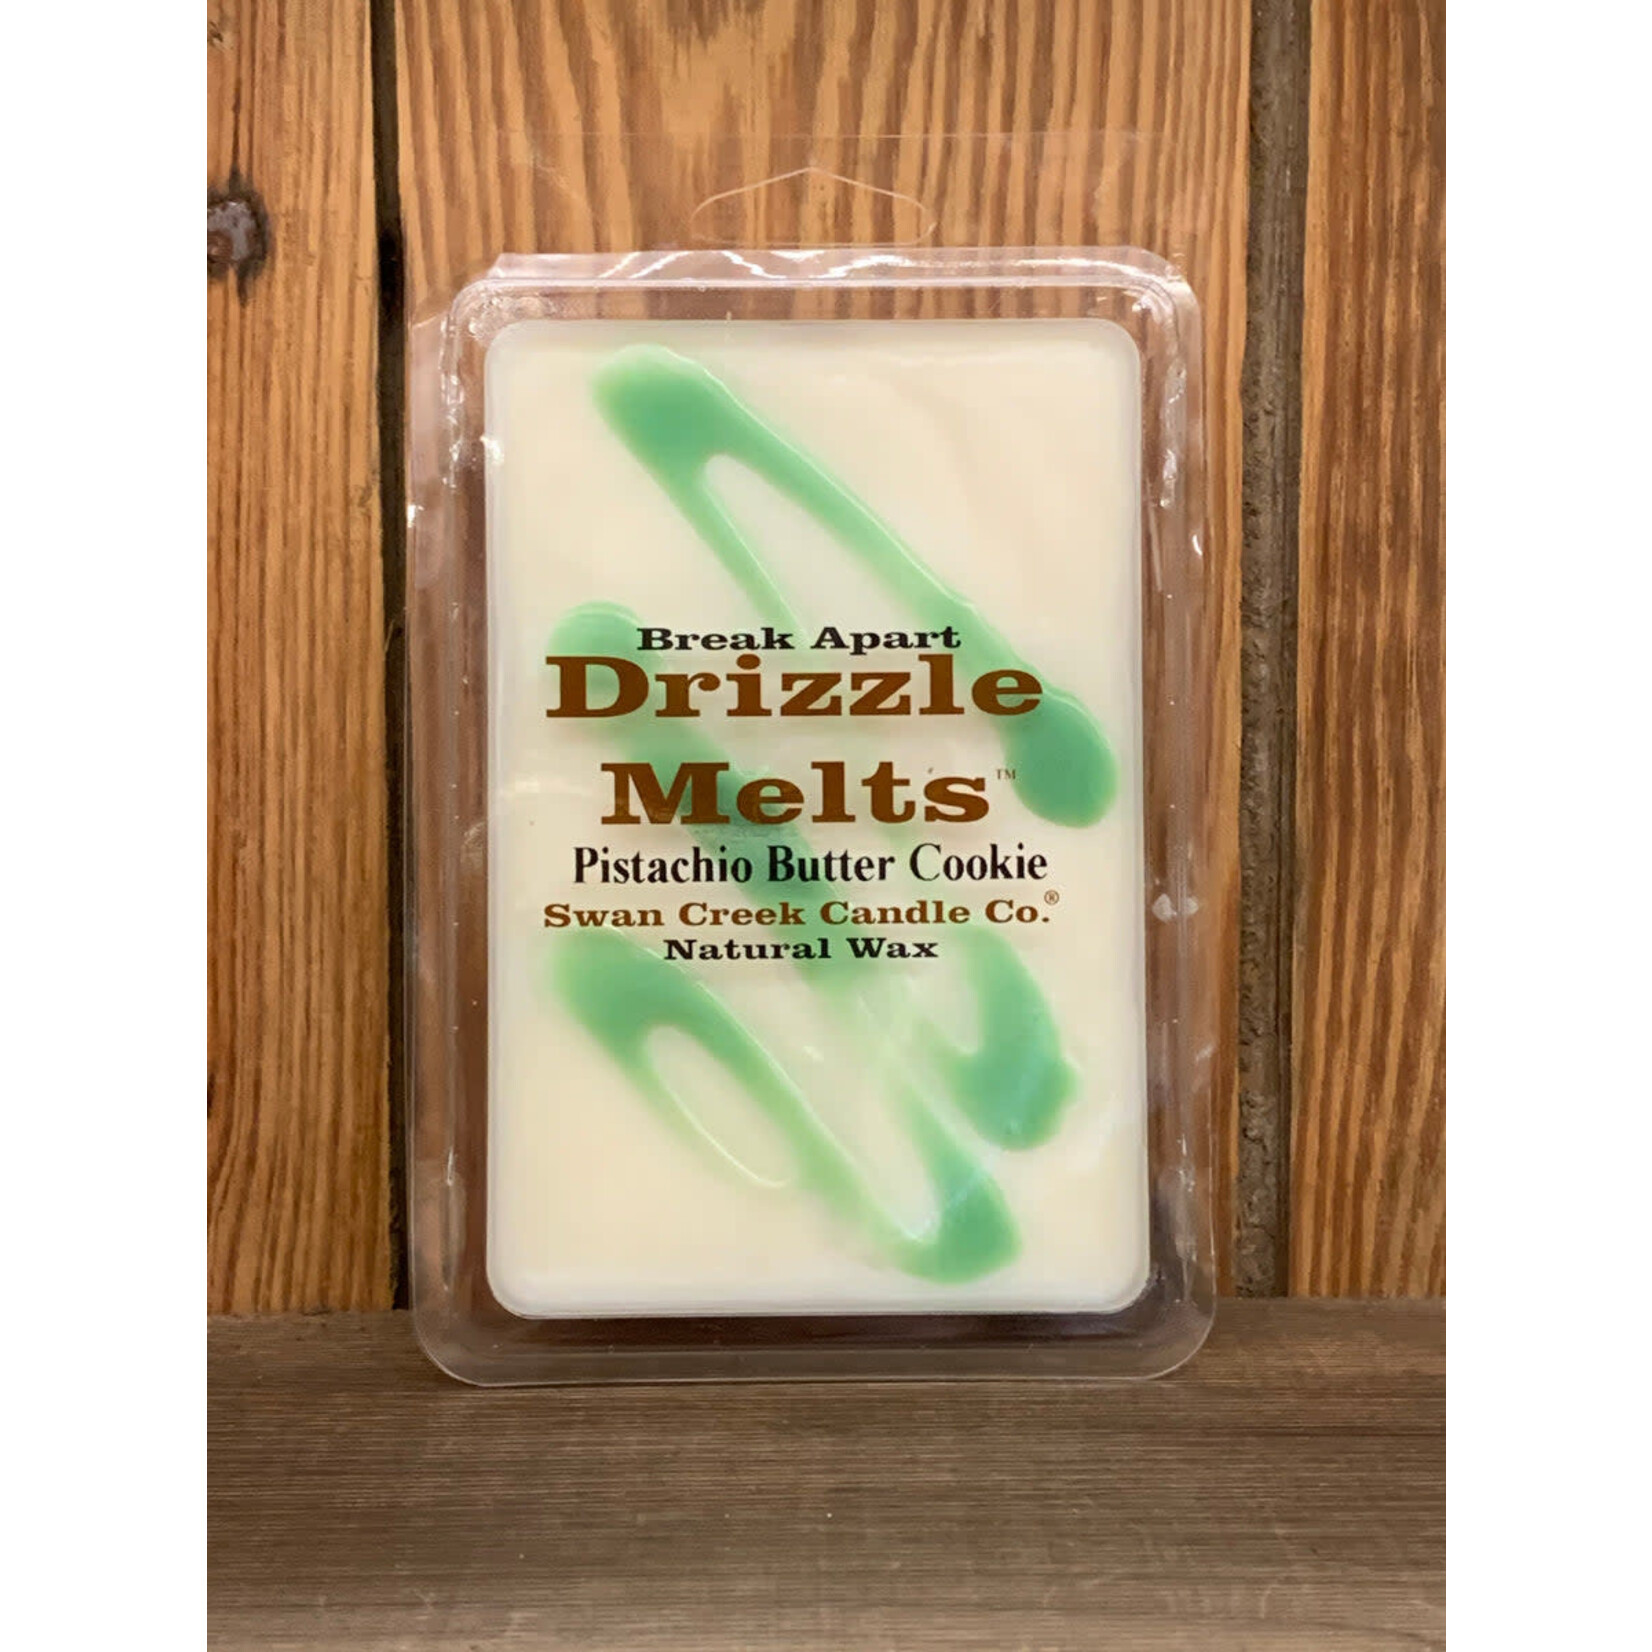 Break Apart
Drizzle
Melts™
Pistachio Butter Cookie
Swan Creek Candle Co.®
Natural Wax